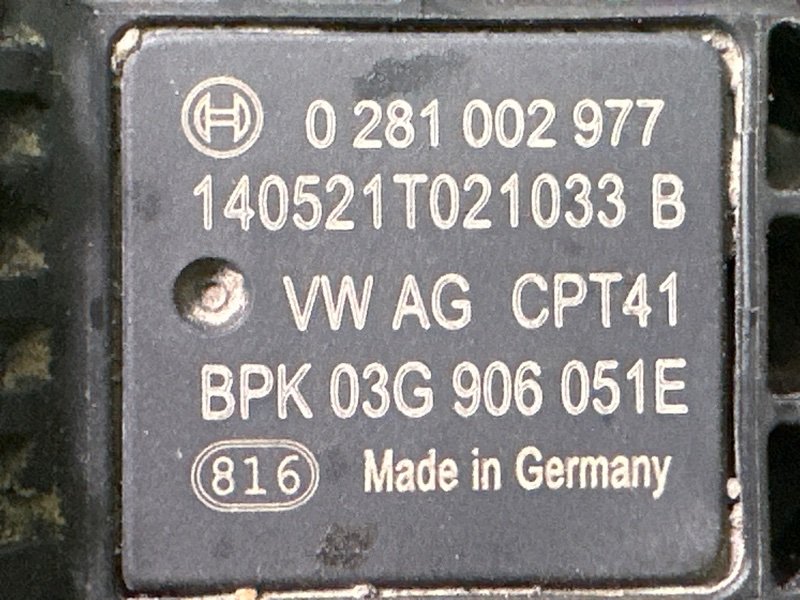 0 281 002 977
140521T021033 B
VW AG CPT41
BPK 03G 906 051E
816 Made in Germany